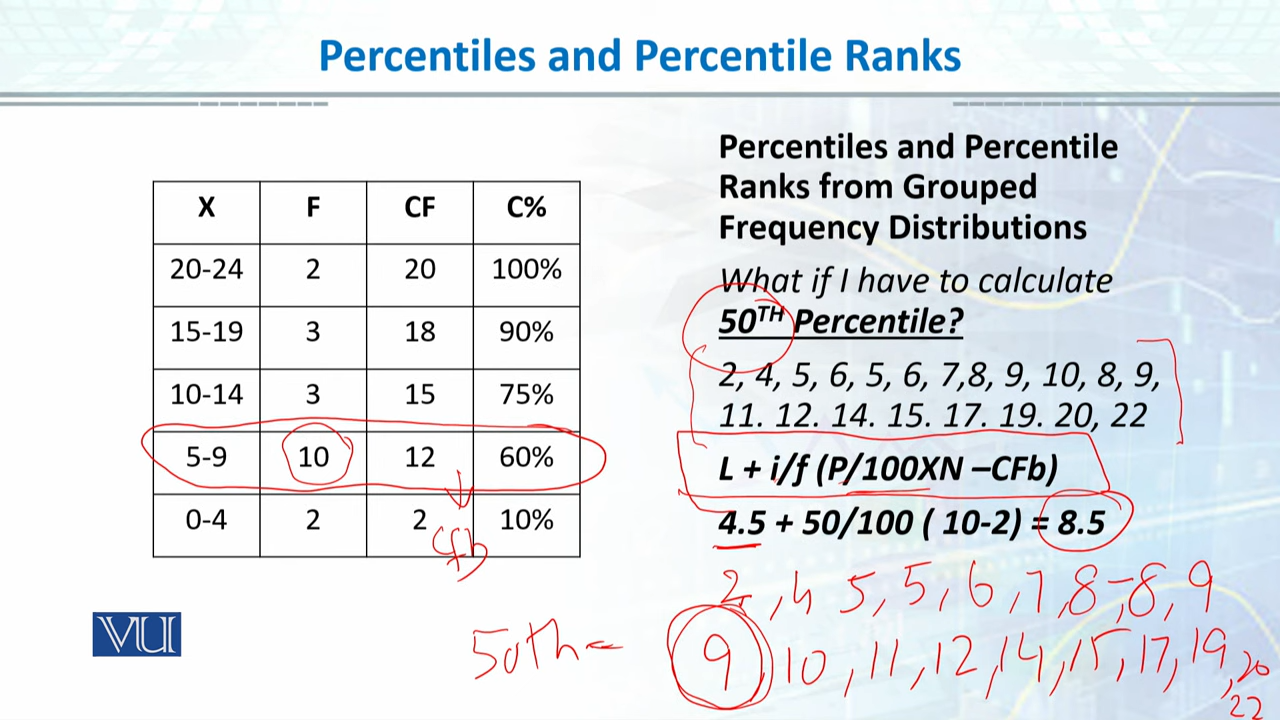 Percentiles and Percentile Ranks
X F CF C%
20-24 2 20 100%
15-19 3 18 90%
10-14 3 15 75%
5-9 10 12 60%
0-4 2 2 10%
cfb
VU
Percentiles and Percentile
Ranks from Grouped
Frequency Distributions
What if I have to calculate
50TH Percentile?
2, 4, 5, 6, 5, 6, 7,8, 9, 10, 8, 9,
11. 12. 14. 15. 17. 19. 20, 22
L + i/f (P/100XN –CFb)
4.5 + 50/100 ( 10-2) = 8.5
2, 4 5, 5, 6, 7, 8, 8, 9
50th = 9 10, 11, 12, 14, 15, 17, 19, 20
22